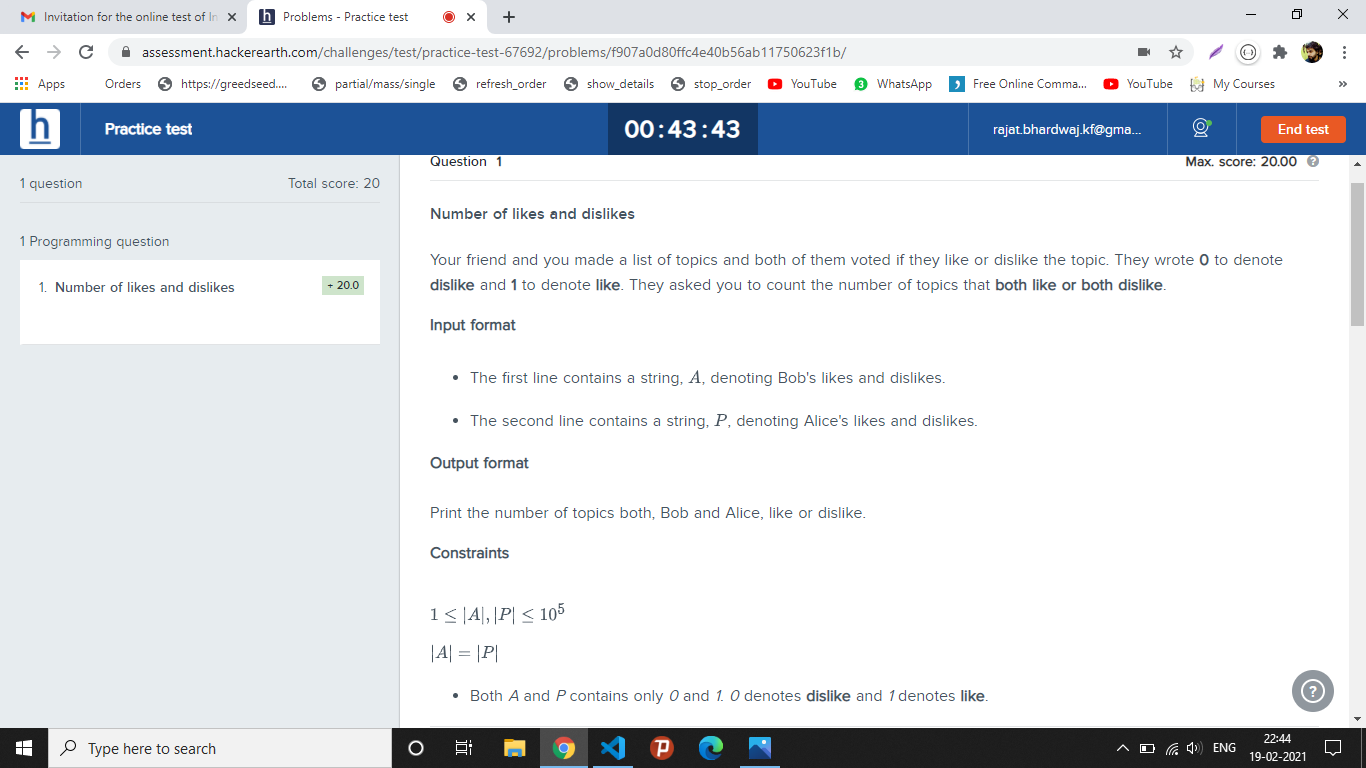 Invitation for the online test of In
Problems - Practice test
assessment.hackerearth.com/challenges/test/practice-test-67692/problems/f907a0d80ffc4e40b56ab11750623f1b/
Apps Orders https://greedseed.... partial/mass/single refresh_order show_details stop_order YouTube 3 WhatsApp Free Online Comma... YouTube My Courses »
h Practice test 00:43:43 rajat.bhardwaj.kf@gma... End test
1 question Total score: 20
1 Programming question
1. Number of likes and dislikes + 20.0
Question 1 Max. score: 20.00 ?
Number of likes and dislikes
Your friend and you made a list of topics and both of them voted if they like or dislike the topic. They wrote 0 to denote
dislike and 1 to denote like. They asked you to count the number of topics that both like or both dislike.
Input format
• The first line contains a string, A, denoting Bob's likes and dislikes.
• The second line contains a string, P, denoting Alice's likes and dislikes.
Output format
Print the number of topics both, Bob and Alice, like or dislike.
Constraints
1 ≤ |A|, |P| ≤ 10⁵
|A| = |P|
• Both A and P contains only 0 and 1. 0 denotes dislike and 1 denotes like.
?
Type here to search
ENG
22:44
19-02-2021